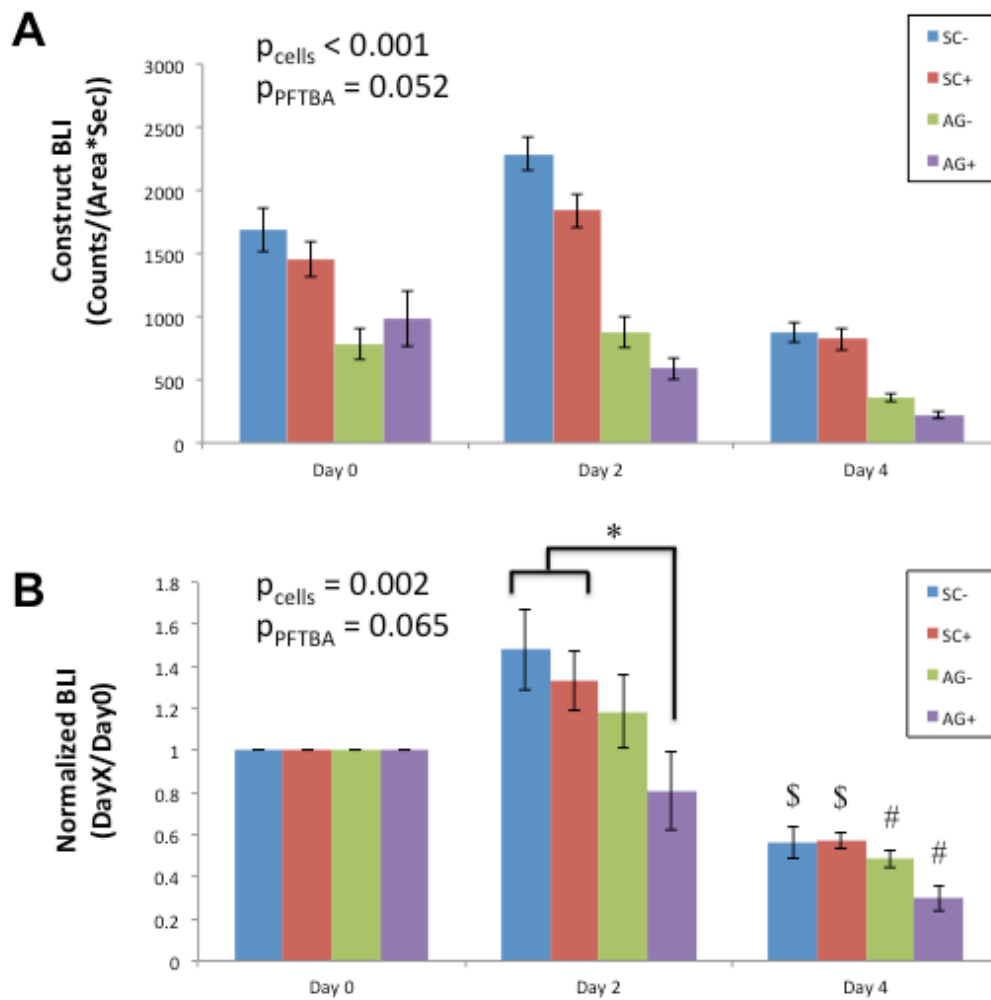 A
p_cells < 0.001
p_PFTBA = 0.052
Construct BLI
(Counts/(Area*Sec))
3000
2500
2000
1500
1000
500
0
Day 0
Day 2
Day 4
SC-
SC+
AG-
AG+
B
p_cells = 0.002
p_PFTBA = 0.065
Normalized BLI
(DayX/Day0)
1.8
1.6
1.4
1.2
1
0.8
0.6
0.4
0.2
0
*
$ $ # #
Day 0
Day 2
Day 4
SC-
SC+
AG-
AG+